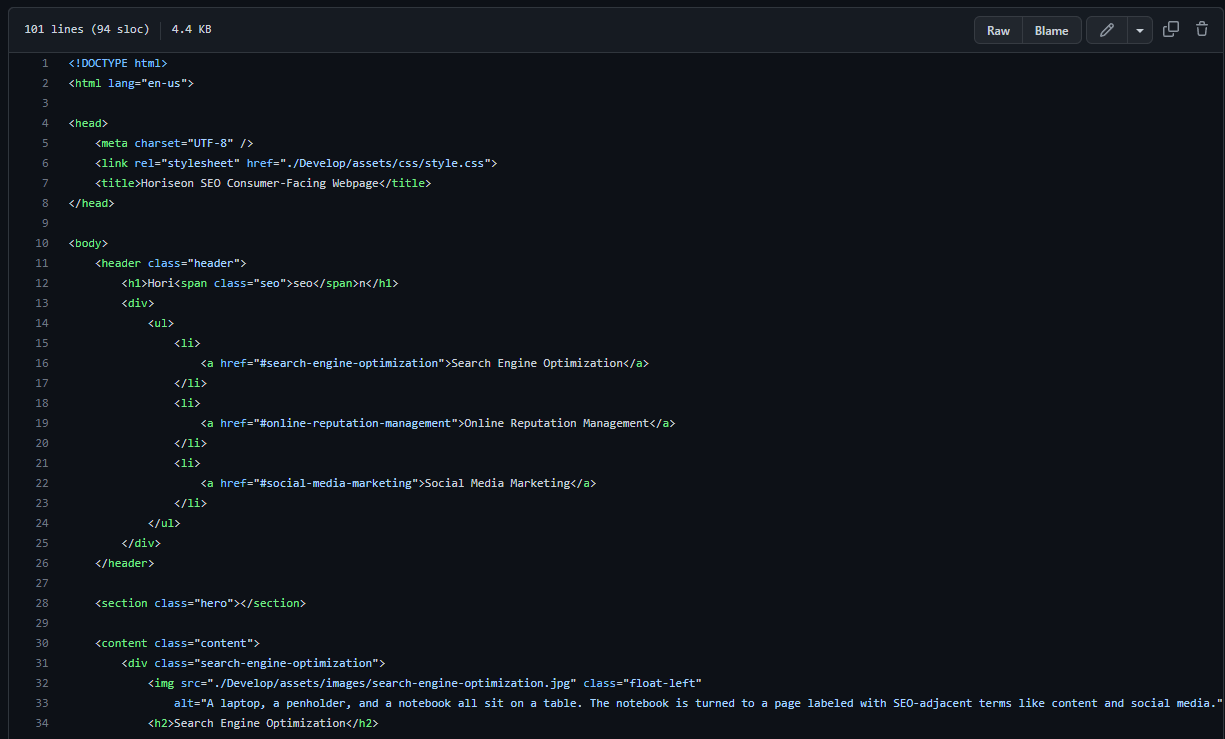 101 lines (94 sloc) 4.4 KB Raw Blame
1 <!DOCTYPE html>
2 <html lang="en-us">
3
4 <head>
5 <meta charset="UTF-8" />
6 <link rel="stylesheet" href="./Develop/assets/css/style.css">
7 <title>Horiseon SEO Consumer-Facing Webpage</title>
8 </head>
9
10 <body>
11 <header class="header">
12 <h1>Hori<span class="seo">seo</span>n</h1>
13 <div>
14 <ul>
15 <li>
16 <a href="#search-engine-optimization">Search Engine Optimization</a>
17 </li>
18 <li>
19 <a href="#online-reputation-management">Online Reputation Management</a>
20 </li>
21 <li>
22 <a href="#social-media-marketing">Social Media Marketing</a>
23 </li>
24 </ul>
25 </div>
26 </header>
27
28 <section class="hero"></section>
29
30 <content class="content">
31 <div class="search-engine-optimization">
32 <img src="./Develop/assets/images/search-engine-optimization.jpg" class="float-left"
33 alt="A laptop, a penholder, and a notebook all sit on a table. The notebook is turned to a page labeled with SEO-adjacent terms like content and social media."
34 <h2>Search Engine Optimization</h2>